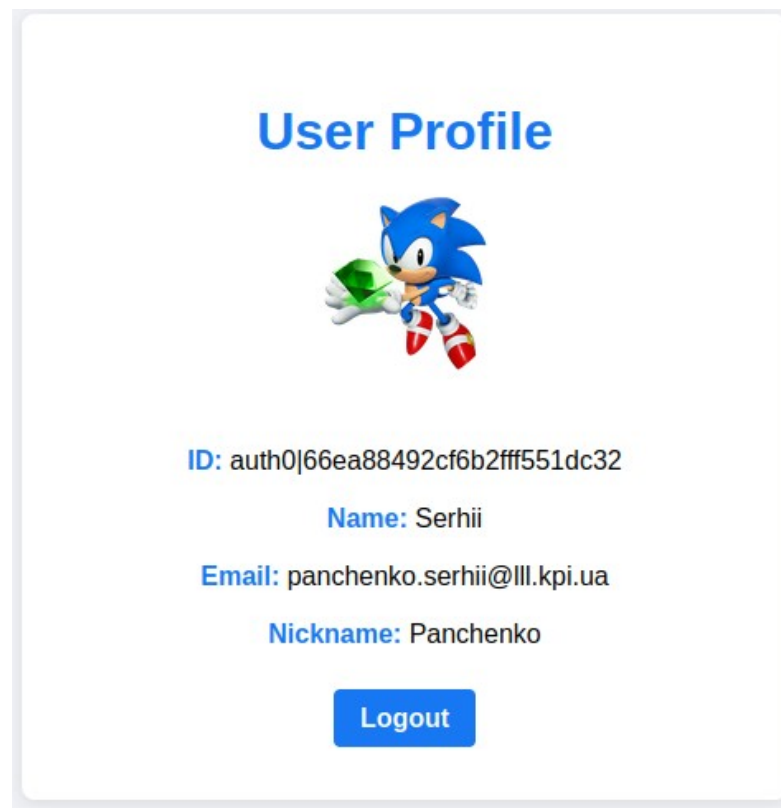 User Profile
ID: auth0|66ea88492cf6b2fff551dc32
Name: Serhii
Email: panchenko.serhii@lll.kpi.ua
Nickname: Panchenko
Logout